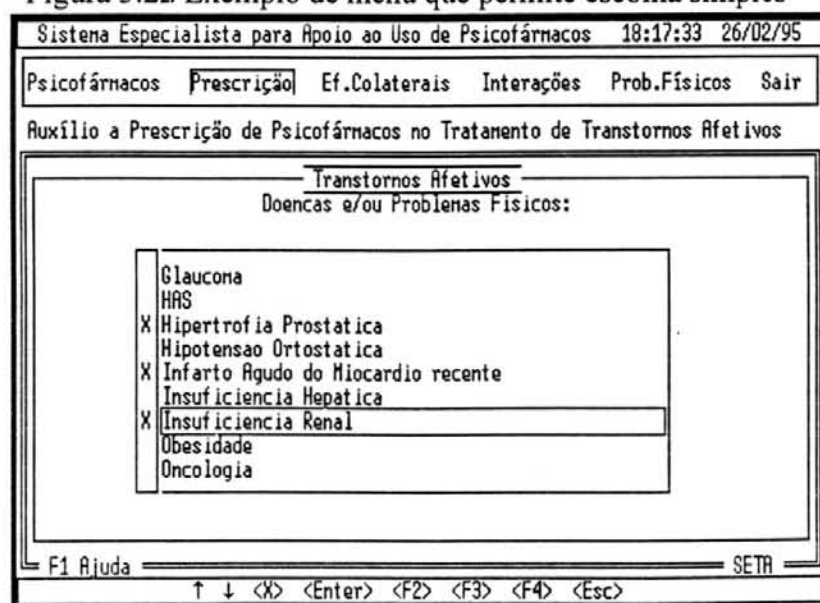 Figura 5.22: Exemplo de menu que permite escolha simples
Sistema Especialista para Apoio ao Uso de Psicofármacos 18:17:33 26/02/95
Psicofármacos Prescrição Ef.Colaterais Interações Prob.Físicos Sair
Auxílio a Prescrição de Psicofármacos no Tratamento de Transtornos Afetivos
Transtornos Afetivos
Doencas e/ou Problemas Fisicos:
Glaucoma
HAS
X Hipertrofia Prostatica
Hipotensao Ortostatica
X Infarto Agudo do Miocardio recente
Insuficiencia Hepatica
X Insuficiencia Renal
Obesidade
Oncologia
F1 Ajuda SETA
↑ ↓ <X> <Enter> <F2> <F3> <F4> <Esc>